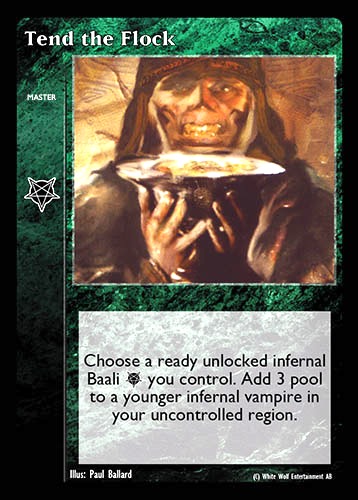 Tend the Flock
MASTER
Choose a ready unlocked infernal
Baali you control. Add 3 pool
to a younger infernal vampire in
your uncontrolled region.
Illus: Paul Ballard
(C) White Wolf Entertainment AB